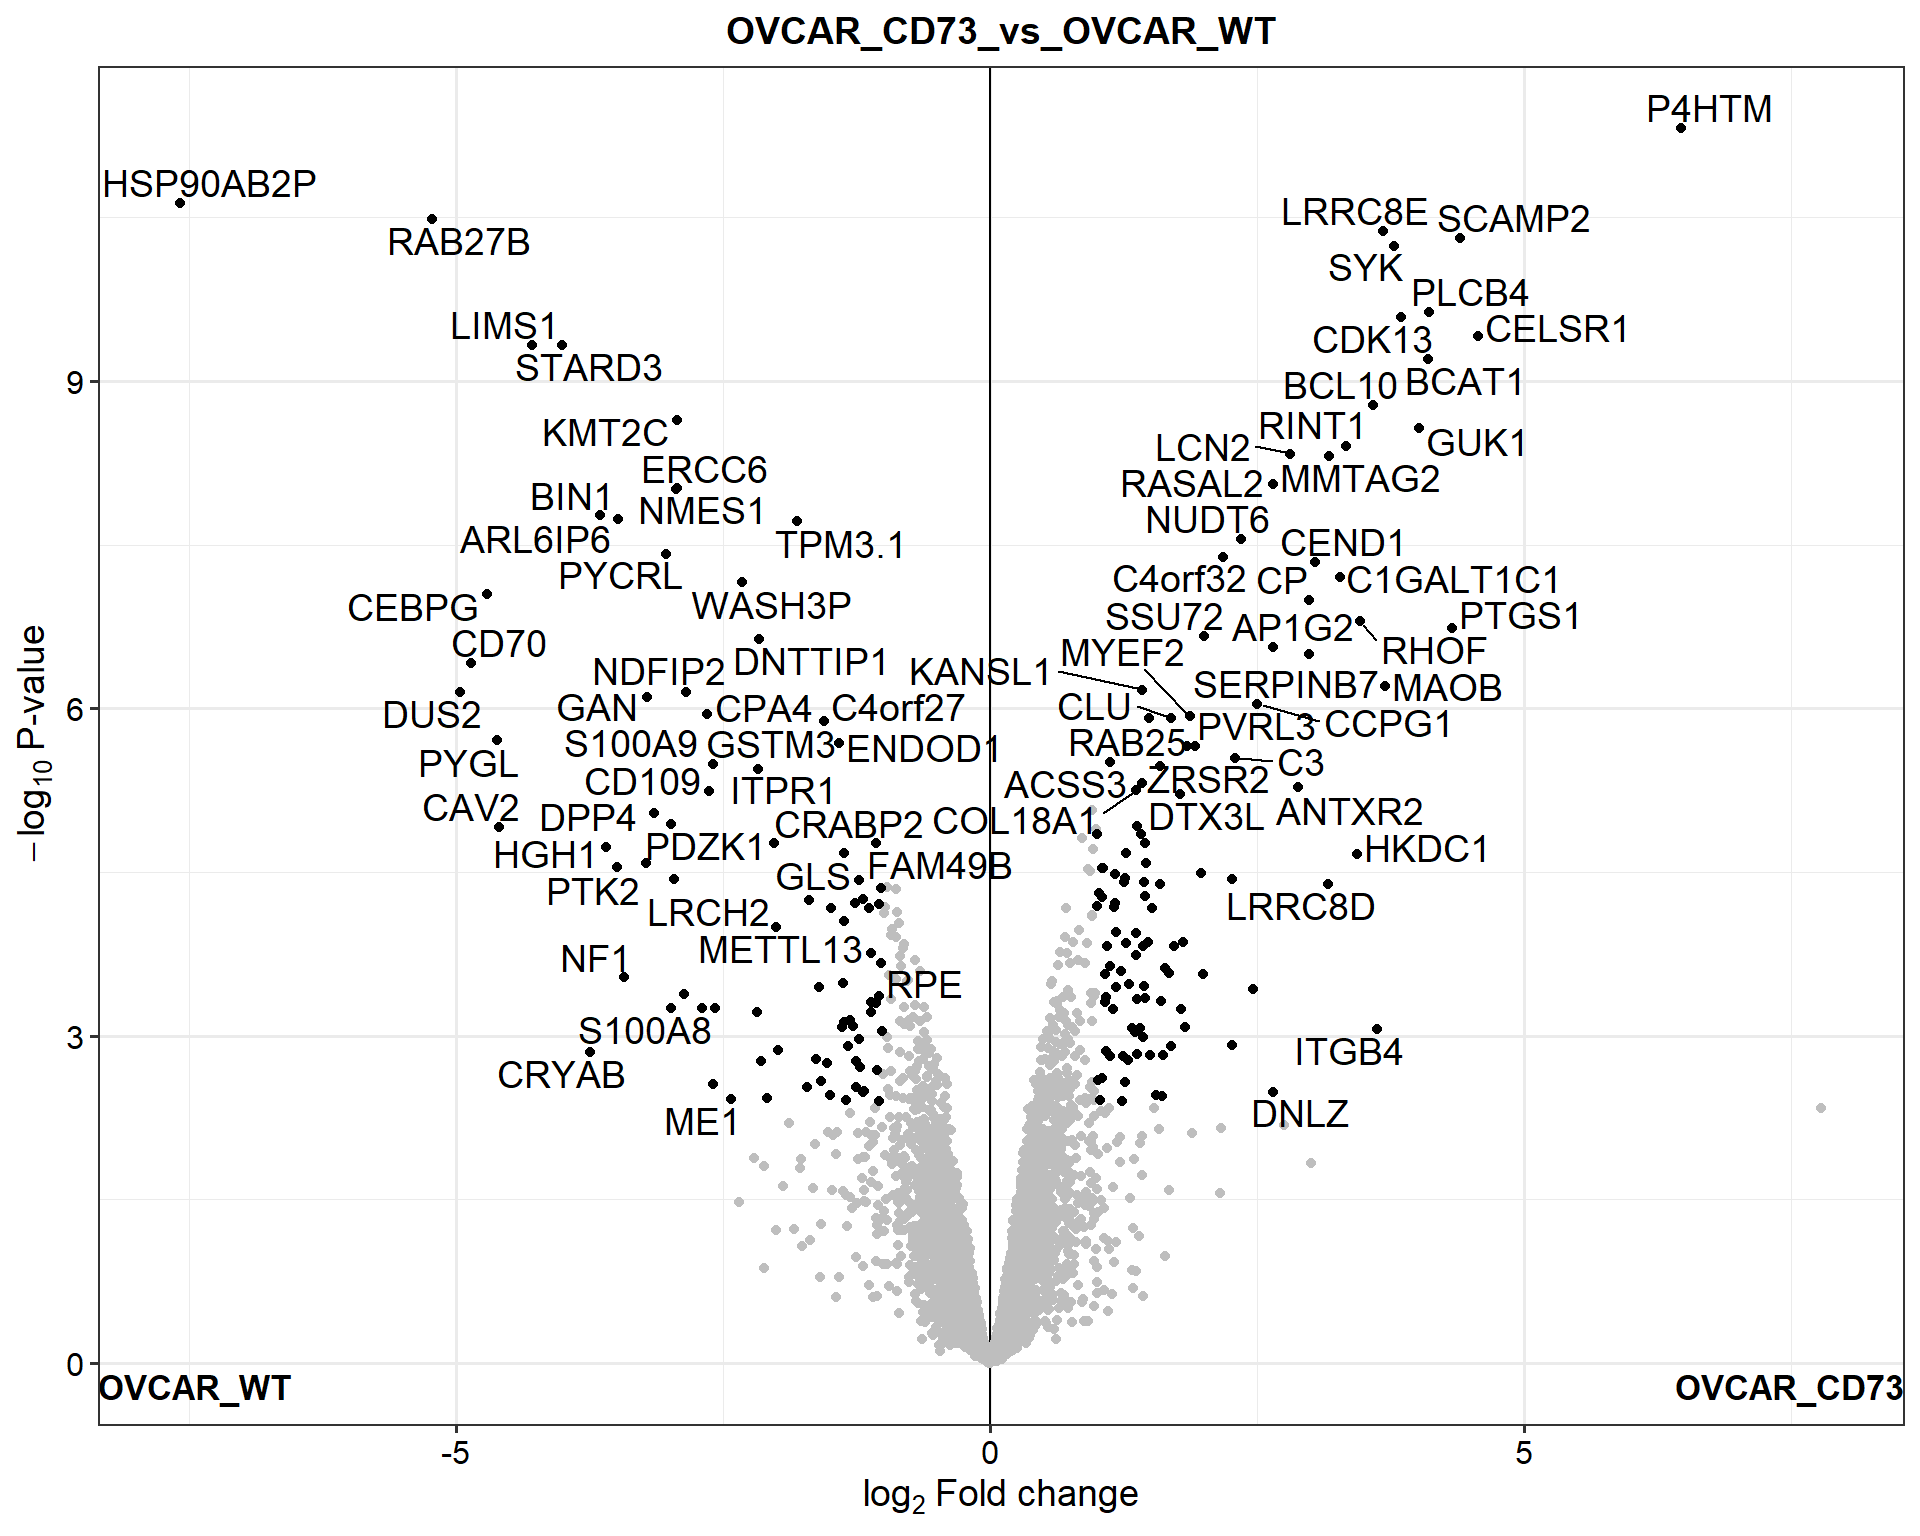 OVCAR_CD73_vs_OVCAR_WT
P4HTM
HSP90AB2P
RAB27B
LRRC8E
SCAMP2
SYK
PLCB4
LIMS1
STARD3
CDK13
CELSR1
BCL10
BCAT1
9
KMT2C
RINT1
GUK1
LCN2
ERCC6
RASAL2
MMTAG2
BIN1
NMES1
NUDT6
ARL6IP6
TPM3.1
CEND1
PYCRL
C4orf32
CP
C1GALT1C1
CEBPG
WASH3P
SSU72
AP1G2
PTGS1
CD70
MYEF2
RHOF
NDFIP2
DNTTIP1
KANSL1
SERPINB7
MAOB
DUS2
GAN
CPA4
C4orf27
CLU
PVRL3
CCPG1
6
S100A9
GSTM3
ENDOD1
RAB25
PYGL
C3
CD109
ITPR1
ACSS3
ZRSR2
CAV2
DPP4
CRABP2
COL18A1
DTX3L
ANTXR2
HGH1
PDZK1
HKDC1
PTK2
GLS
FAM49B
LRCH2
LRRC8D
NF1
METTL13
RPE
3
S100A8
ITGB4
CRYAB
ME1
DNLZ
0
OVCAR_WT
OVCAR_CD73
-5
0
5
log2 Fold change
−log10 P-value